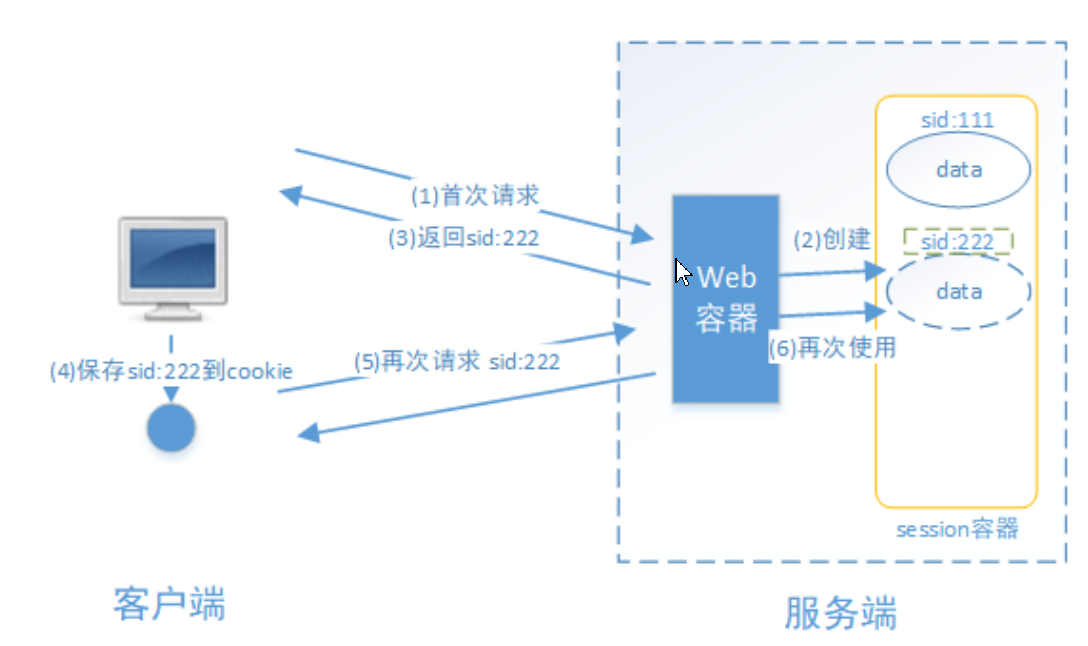 sid:111
data
(1)首次请求
(3)返回sid:222
(2)创建
sid:222
data
Web
容器
(4)保存sid:222到cookie
(5)再次请求 sid:222
(6)再次使用
session容器
客户端
服务端